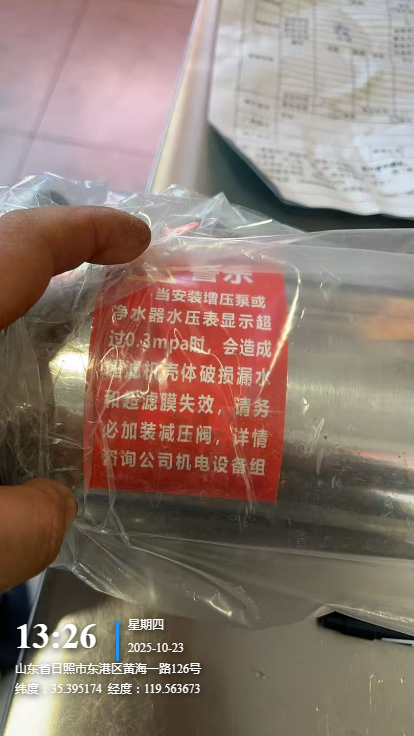 警示
当安装增压泵或
净水器水压表显示超
过0.3mpa时，会造成
超滤机壳体破损漏水
和超滤膜失效，请务
必加装减压阀，详情
咨询公司机电设备组
13:26
星期四
2025-10-23
山东省日照市东港区黄海一路126号
纬度：35.395174 经度：119.563673